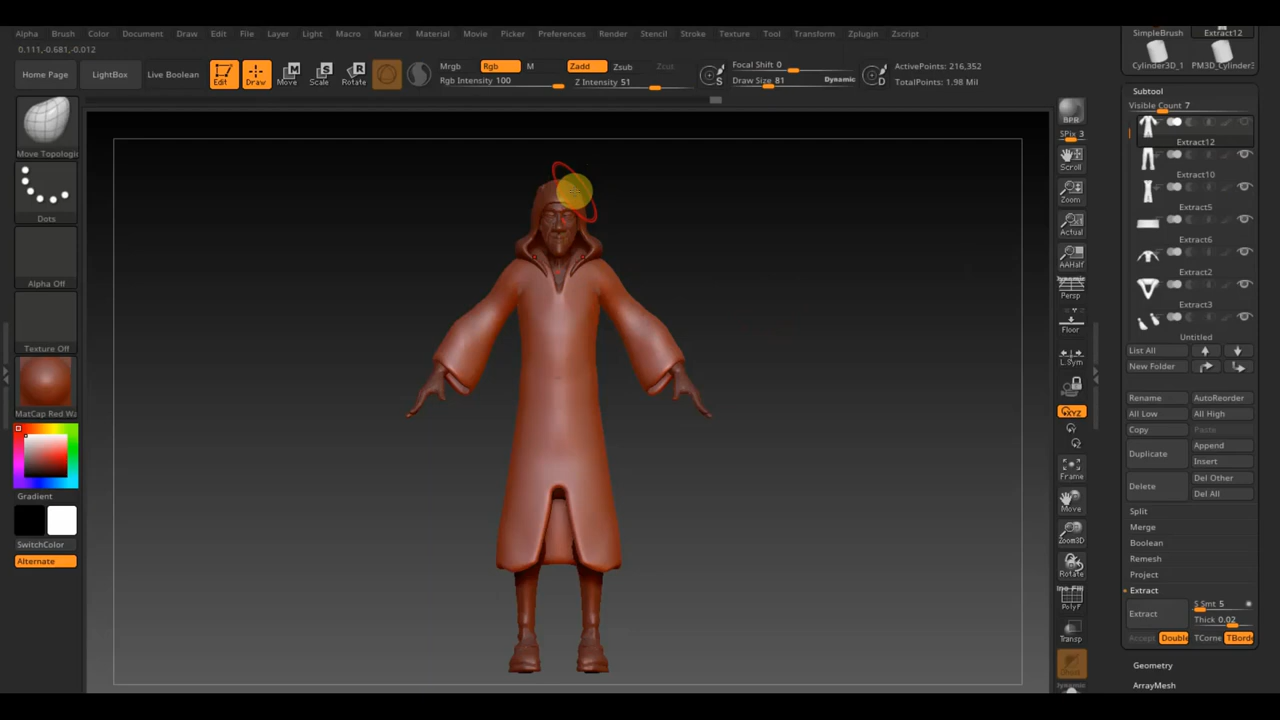 Alpha Brush Color Document Draw Edit File Layer Light Macro Marker Material Movie Picker Preferences Render Stencil Stroke Texture Tool Transform Zplugin Zscript
0.111,-0.681,-0.012
Home Page LightBox Live Boolean Edit Draw Move Scale Rotate
Mrgb Rgb M Zadd Zsub Zcut
Rgb Intensity 100 Z Intensity 51
Focal Shift 0
Draw Size 81 Dynamic
ActivePoints: 216,352
TotalPoints: 1.98 Mil
Move Topologic
Dots
Alpha Off
Texture Off
MatCap Red Wa
Gradient
SwitchColor
Alternate
BPR
SPix 3
Scroll
Zoom
Actual
AAHalf
Dynamic
Persp
Floor
L.Sym
XYZ
Y
Z
Frame
Move
Zoom3D
Rotate
PolyF
Transp
Dynamic
SimpleBrush Extract12
Cylinder3D_1 PM3D_Cylinder3
Subtool
Visible Count 7
Extract12
Extract10
Extract5
Extract6
Extract2
Extract3
Untitled
List All
New Folder
Rename AutoReorder
All Low All High
Copy Paste
Duplicate Append
Insert
Delete Del Other
Del All
Split
Merge
Boolean
Remesh
Project
Extract
Extract S Smt 5
Thick 0.02
Accept Double TCorne TBorde
Geometry
ArrayMesh